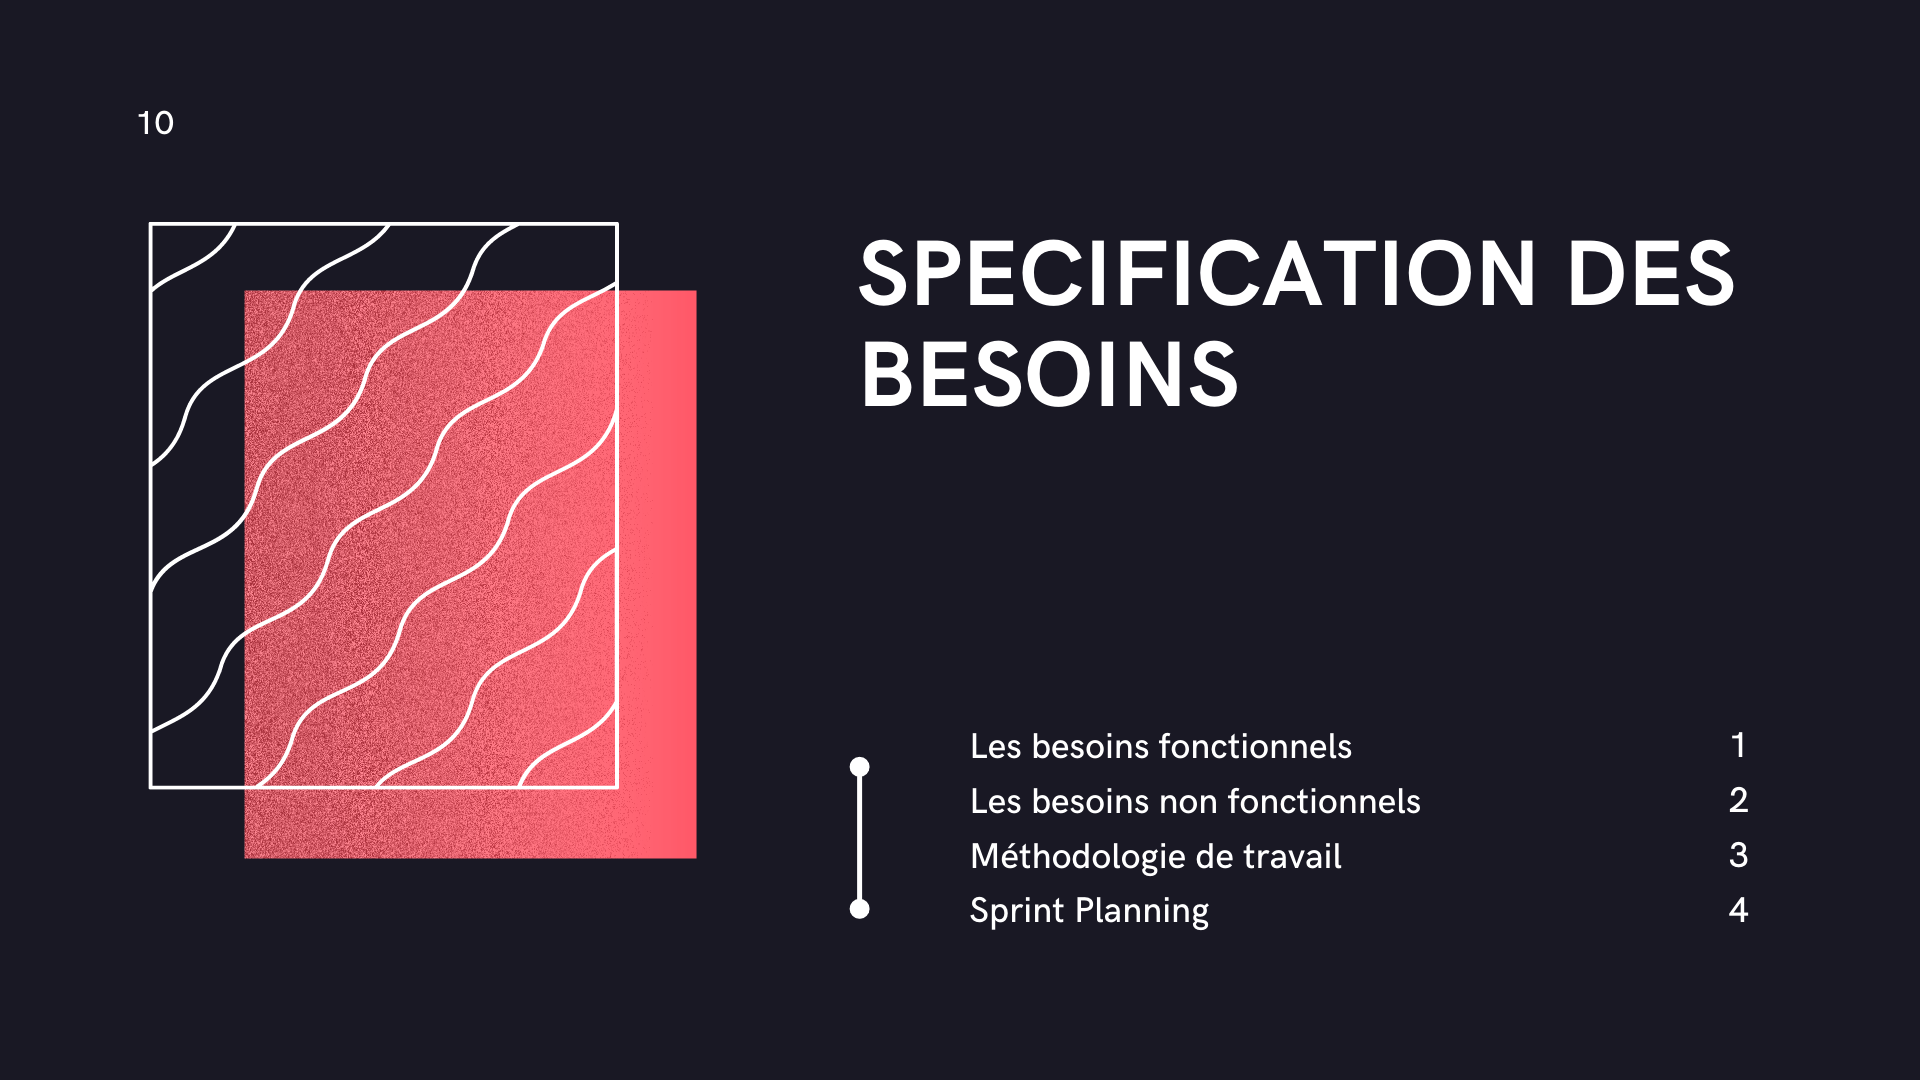 10
SPECIFICATION DES
BESOINS
Les besoins fonctionnels 1
Les besoins non fonctionnels 2
Méthodologie de travail 3
Sprint Planning 4